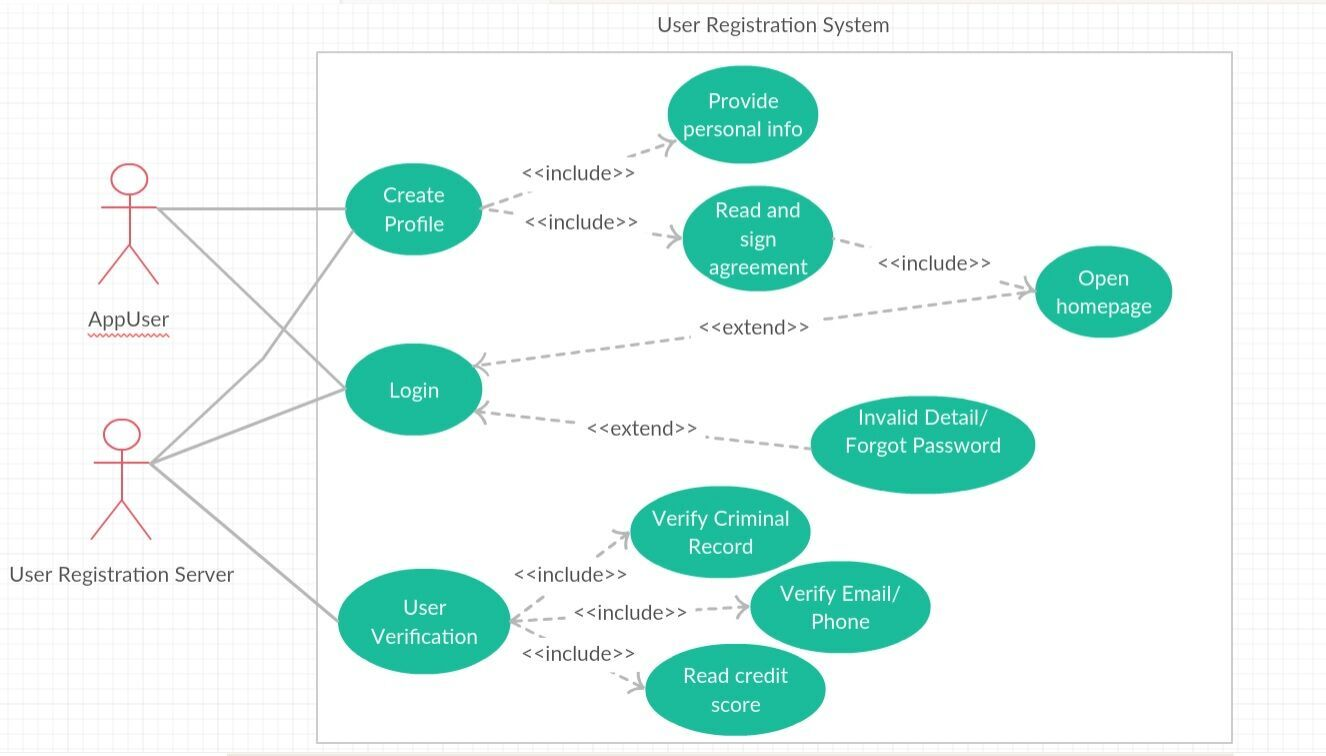 User Registration System
Provide
personal info
<<include>>
Create
Profile
<<include>>
Read and
sign
agreement
<<include>>
Open
homepage
AppUser
<<extend>>
Login
<<extend>>
Invalid Detail/
Forgot Password
User Registration Server
Verify Criminal
Record
<<include>>
User
Verification
<<include>>
Verify Email/
Phone
<<include>>
Read credit
score